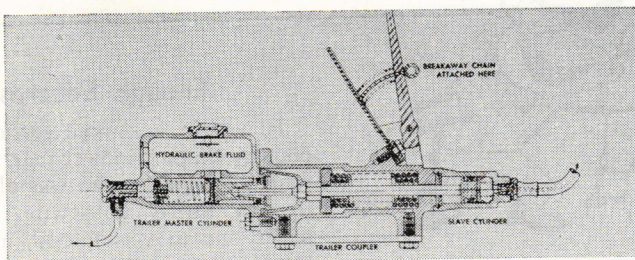 BREAKAWAY CHAIN
ATTACHED HERE
HYDRAULIC BRAKE FLUID
TRAILER MASTER CYLINDER
SLAVE CYLINDER
TRAILER COUPLER